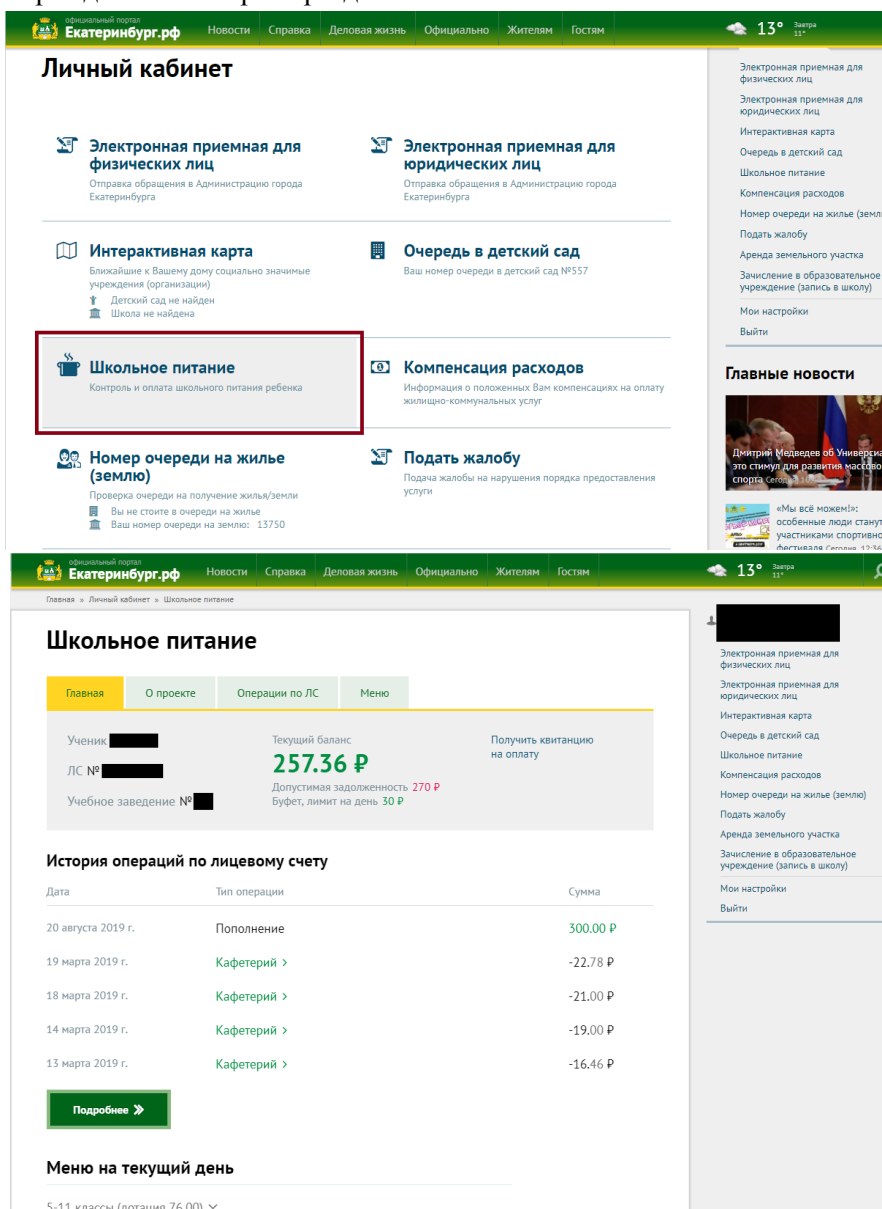 официальный портал
Екатеринбург.рф
Новости Справка Деловая жизнь Официально Жителям Гостям
13° Завтра 11°
Личный кабинет
Электронная приемная для физических лиц
Отправка обращения в Администрацию города
Екатеринбурга
Электронная приемная для юридических лиц
Отправка обращения в Администрацию города
Екатеринбурга
Интерактивная карта
Ближайшие к Вашему дому социально значимые
учреждения (организации)
Детский сад не найден
Школа не найдена
Очередь в детский сад
Ваш номер очереди в детский сад №557
Школьное питание
Контроль и оплата школьного питания ребенка
Компенсация расходов
Информация о положенных Вам компенсациях на оплату
жилищно-коммунальных услуг
Номер очереди на жилье
(землю)
Проверка очереди на получение жилья/земли
Вы не стоите в очереди на жилье
Ваш номер очереди на землю: 13750
Подать жалобу
Подача жалобы на нарушения порядка предоставления
услуги
Электронная приемная для
физических лиц
Электронная приемная для
юридических лиц
Интерактивная карта
Очередь в детский сад
Школьное питание
Компенсация расходов
Номер очереди на жилье (земл
Подать жалобу
Аренда земельного участка
Зачисление в образовательное
учреждение (запись в школу)
Мои настройки
Выйти
Главные новости
Дмитрий Медведев об Универсиа
это стимул для развития массово
спорта Сегодня
«Мы всё можем!»:
особенные люди станут
участниками спортивно
фестиваля Сегодня, 12:36
официальный портал
Екатеринбург.рф
Новости Справка Деловая жизнь Официально Жителям Гостям
13° Завтра 11°
Главная » Личный кабинет » Школьное питание
Школьное питание
Главная О проекте Операции по ЛС Меню
Ученик
ЛС №
Учебное заведение №
Текущий баланс
257.36 ₽
Допустимая задолженность 270 ₽
Буфет, лимит на день 30 ₽
Получить квитанцию
на оплату
История операций по лицевому счету
Дата Тип операции Сумма
20 августа 2019 г. Пополнение 300.00 ₽
19 марта 2019 г. Кафетерий › -22.78 ₽
18 марта 2019 г. Кафетерий › -21.00 ₽
14 марта 2019 г. Кафетерий › -19.00 ₽
13 марта 2019 г. Кафетерий › -16.46 ₽
Подробнее
Меню на текущий день
5-11 классы (дотация 76.00)
Электронная приемная для
физических лиц
Электронная приемная для
юридических лиц
Интерактивная карта
Очередь в детский сад
Школьное питание
Компенсация расходов
Номер очереди на жилье (землю)
Подать жалобу
Аренда земельного участка
Зачисление в образовательное
учреждение (запись в школу)
Мои настройки
Выйти